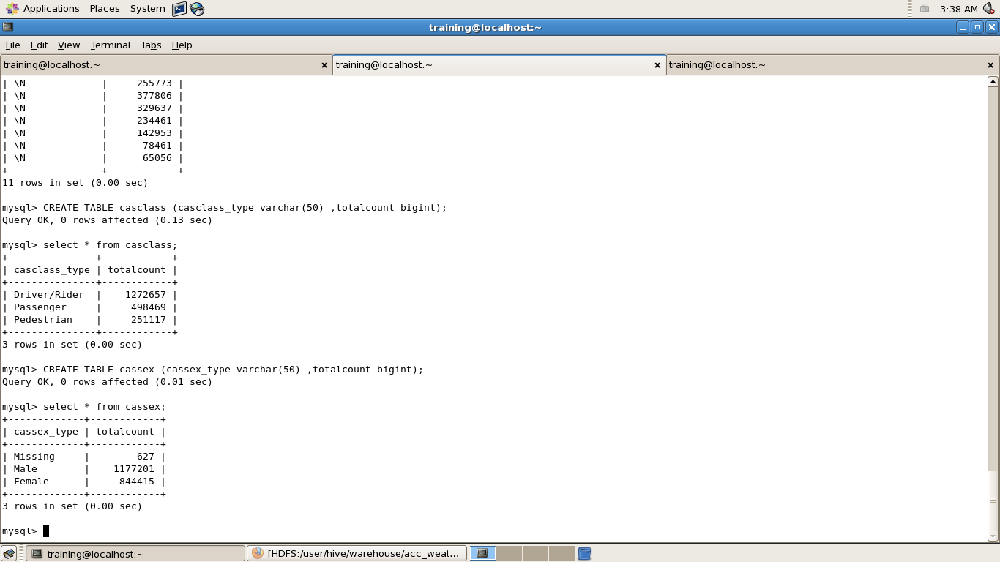 Applications Places System 3:38 AM
training@localhost:~
File Edit View Terminal Tabs Help
training@localhost:~ training@localhost:~ training@localhost:~
| \N             |     255773 |
| \N             |     377806 |
| \N             |     329637 |
| \N             |     234461 |
| \N             |     142953 |
| \N             |      78461 |
| \N             |      65056 |
+----------------+------------+
11 rows in set (0.00 sec)
mysql> CREATE TABLE casclass (casclass_type varchar(50) ,totalcount bigint);
Query OK, 0 rows affected (0.13 sec)
mysql> select * from casclass;
+---------------+------------+
| casclass_type | totalcount |
+---------------+------------+
| Driver/Rider  |    1272657 |
| Passenger     |     498469 |
| Pedestrian    |     251117 |
+---------------+------------+
3 rows in set (0.00 sec)
mysql> CREATE TABLE cassex (cassex_type varchar(50) ,totalcount bigint);
Query OK, 0 rows affected (0.01 sec)
mysql> select * from cassex;
+-------------+------------+
| cassex_type | totalcount |
+-------------+------------+
| Missing     |        627 |
| Male        |    1177201 |
| Female      |     844415 |
+-------------+------------+
3 rows in set (0.00 sec)
mysql>
training@localhost:~ [HDFS:/user/hive/warehouse/acc_weat...